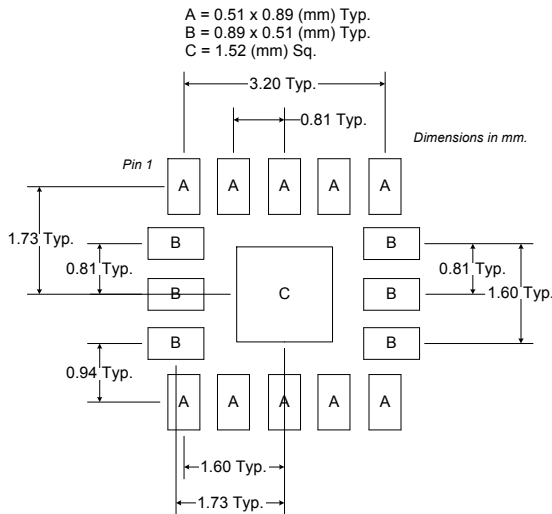 A = 0.51 x 0.89 (mm) Typ.
B = 0.89 x 0.51 (mm) Typ.
C = 1.52 (mm) Sq.
3.20 Typ.
0.81 Typ.
Dimensions in mm.
Pin 1
A A A A A
1.73 Typ.
B B
0.81 Typ. 0.81 Typ.
B C B
1.60 Typ.
B B
0.94 Typ.
A A A A A
1.60 Typ.
1.73 Typ.